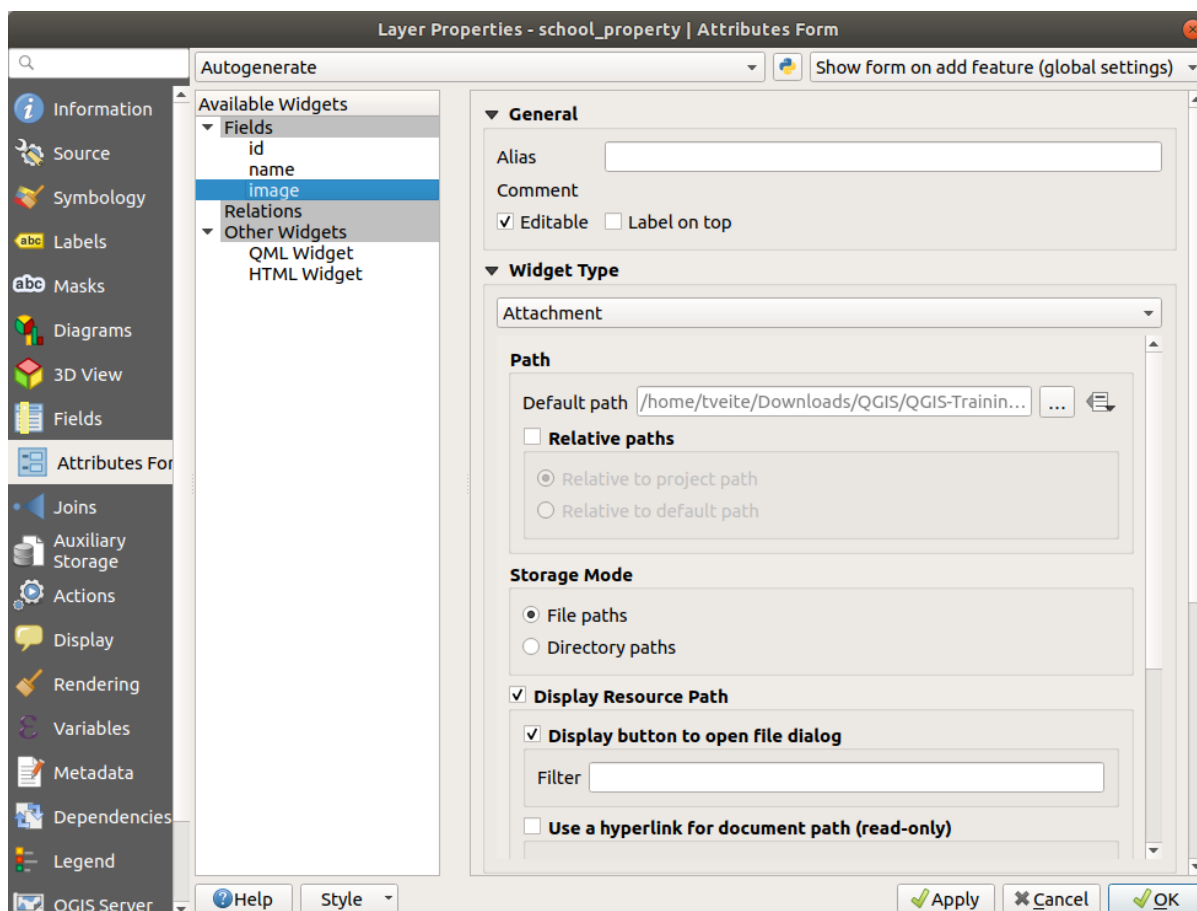 Layer Properties - school_property | Attributes Form
Autogenerate
Show form on add feature (global settings)
Information
Source
Symbology
abc Labels
abc Masks
Diagrams
3D View
Fields
Attributes For
Joins
Auxiliary
Storage
Actions
Display
Rendering
Variables
Metadata
Dependencies
Legend
QGIS Server
Available Widgets
Fields
id
name
image
Relations
Other Widgets
QML Widget
HTML Widget
General
Alias
Comment
Editable Label on top
Widget Type
Attachment
Path
Default path /home/tveite/Downloads/QGIS/QGIS-Trainin... ...
Relative paths
Relative to project path
Relative to default path
Storage Mode
File paths
Directory paths
Display Resource Path
Display button to open file dialog
Filter
Use a hyperlink for document path (read-only)
Help Style Apply Cancel OK